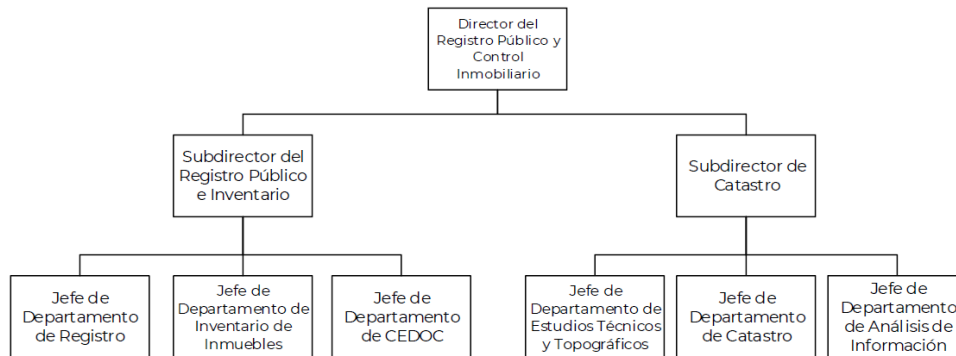 Director del
Registro Público y
Control
Inmobiliario
Subdirector del
Registro Público
e Inventario
Subdirector de
Catastro
Jefe de
Departamento
de Registro
Jefe de
Departamento de
Inventario de
Inmuebles
Jefe de
Departamento
de CEDOC
Jefe de
Departamento de
Estudios Técnicos
y Topográficos
Jefe de
Departamento
de Catastro
Jefe de
Departamento
de Análisis de
Información